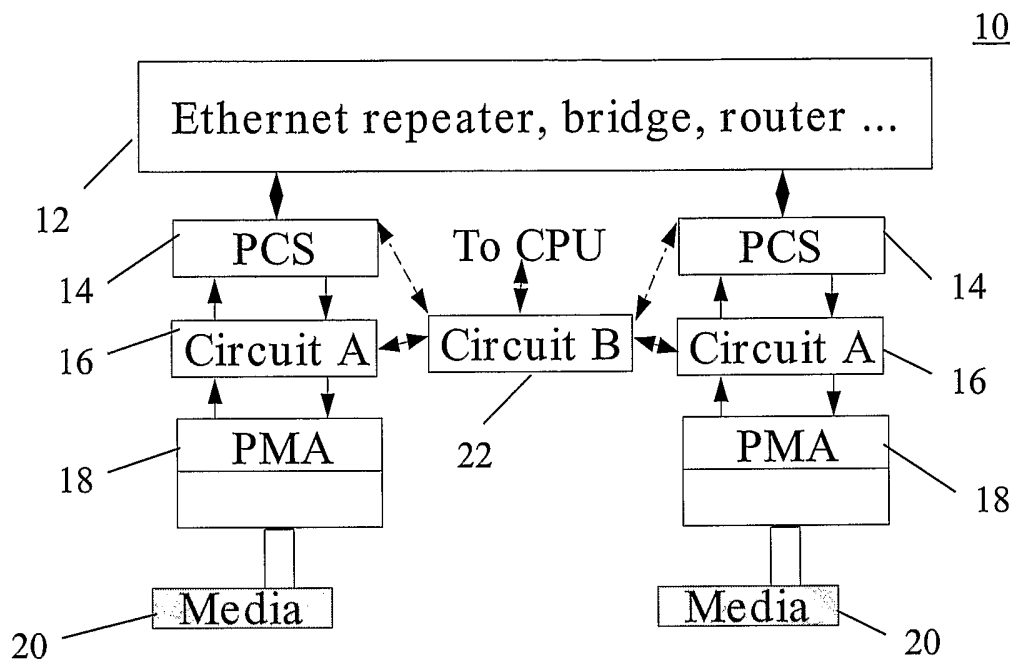 10
Ethernet repeater, bridge, router ...
12
PCS
To CPU
PCS
14
14
Circuit A
Circuit B
Circuit A
16
16
PMA
22
PMA
18
18
Media
Media
20
20